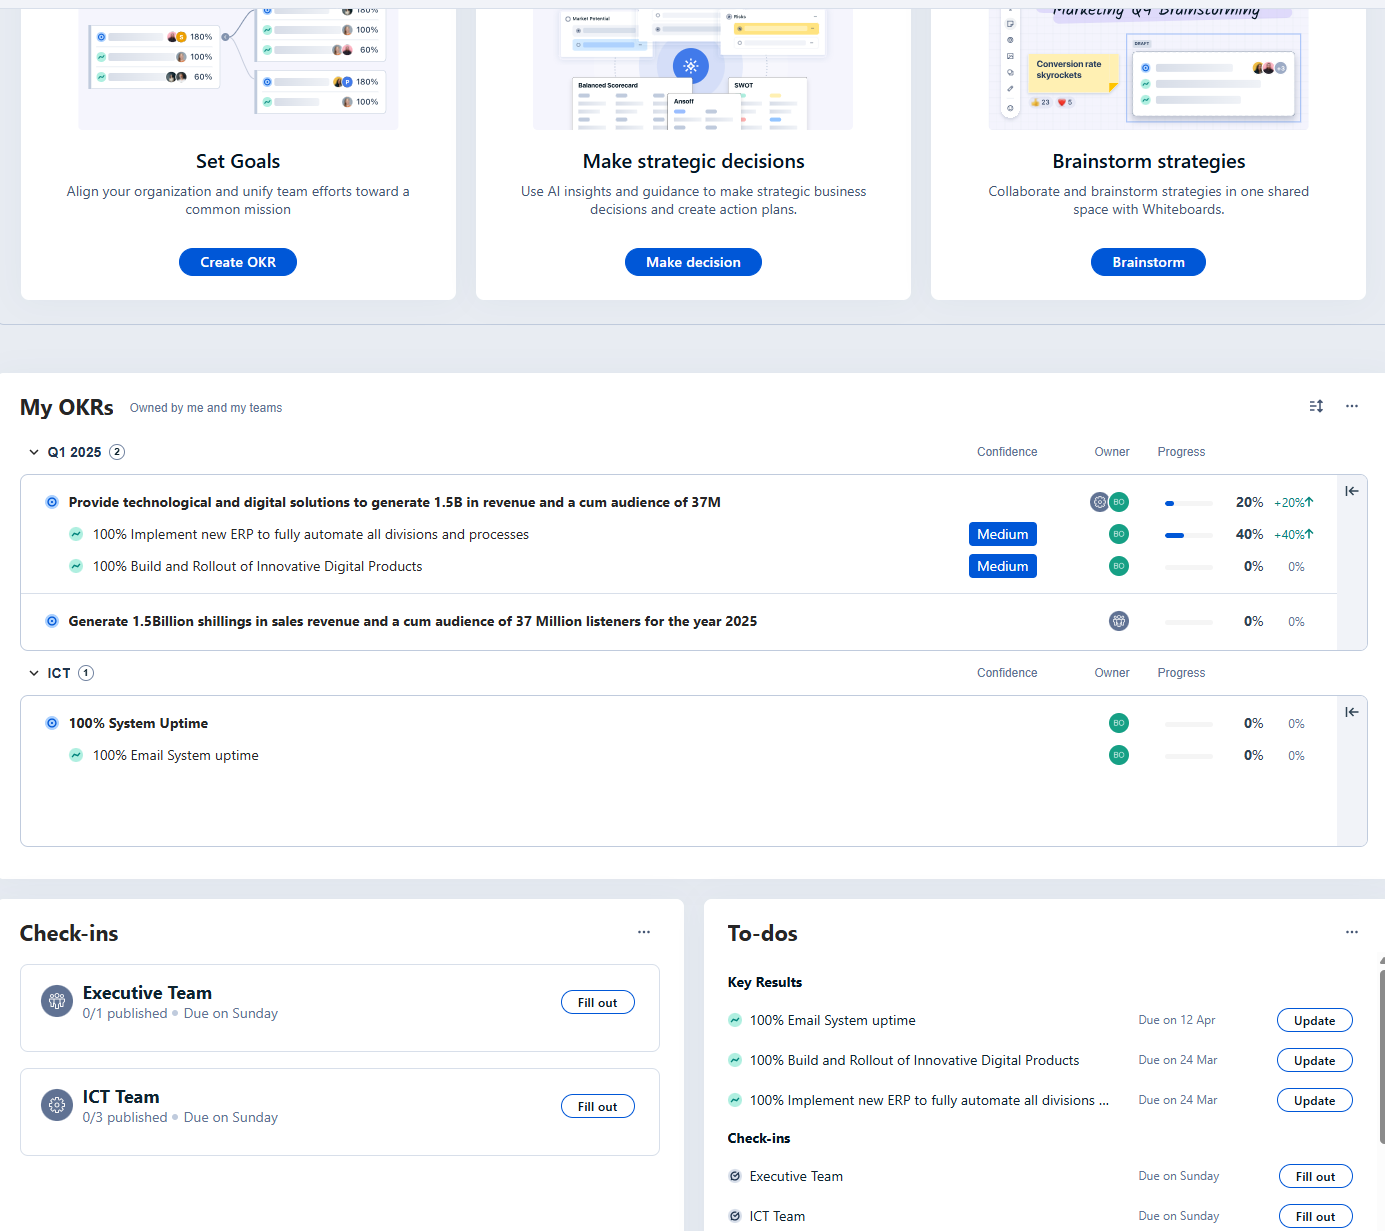 180%
100%
60%
180%
100%
60%
180%
100%
Set Goals
Align your organization and unify team efforts toward a
common mission
Create OKR
Market Potential
Risks
Balanced Scorecard
Ansoff
SWOT
Make strategic decisions
Use AI insights and guidance to make strategic business
decisions and create action plans.
Make decision
Marketing Q4 Brainstorming
DRAFT
Conversion rate
skyrockets
23
5
+3
Brainstorm strategies
Collaborate and brainstorm strategies in one shared
space with Whiteboards.
Brainstorm
My OKRs Owned by me and my teams
Q1 2025 2 Confidence Owner Progress
Provide technological and digital solutions to generate 1.5B in revenue and a cum audience of 37M BO 20% +20%↑
100% Implement new ERP to fully automate all divisions and processes Medium BO 40% +40%↑
100% Build and Rollout of Innovative Digital Products Medium BO 0% 0%
Generate 1.5Billion shillings in sales revenue and a cum audience of 37 Million listeners for the year 2025 0% 0%
ICT 1 Confidence Owner Progress
100% System Uptime BO 0% 0%
100% Email System uptime BO 0% 0%
Check-ins
Executive Team
0/1 published • Due on Sunday
Fill out
ICT Team
0/3 published • Due on Sunday
Fill out
To-dos
Key Results
100% Email System uptime Due on 12 Apr Update
100% Build and Rollout of Innovative Digital Products Due on 24 Mar Update
100% Implement new ERP to fully automate all divisions ... Due on 24 Mar Update
Check-ins
Executive Team Due on Sunday Fill out
ICT Team Due on Sunday Fill out